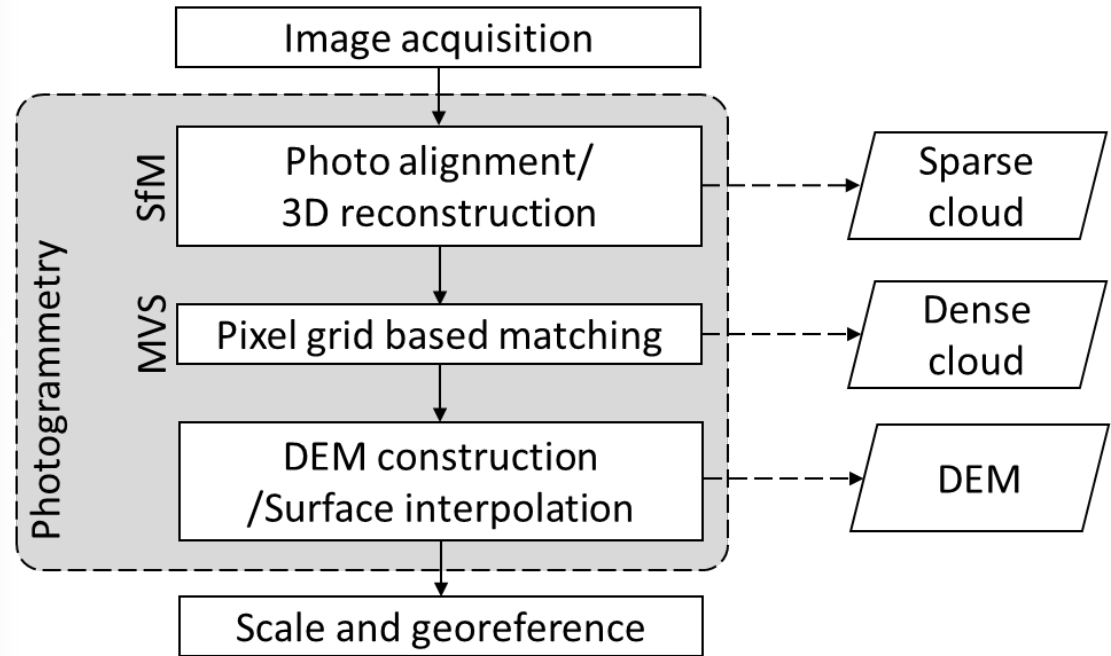 Image acquisition
Photogrammetry
SfM
Photo alignment/
3D reconstruction
Sparse
cloud
MVS
Pixel grid based matching
Dense
cloud
DEM construction
/Surface interpolation
DEM
Scale and georeference